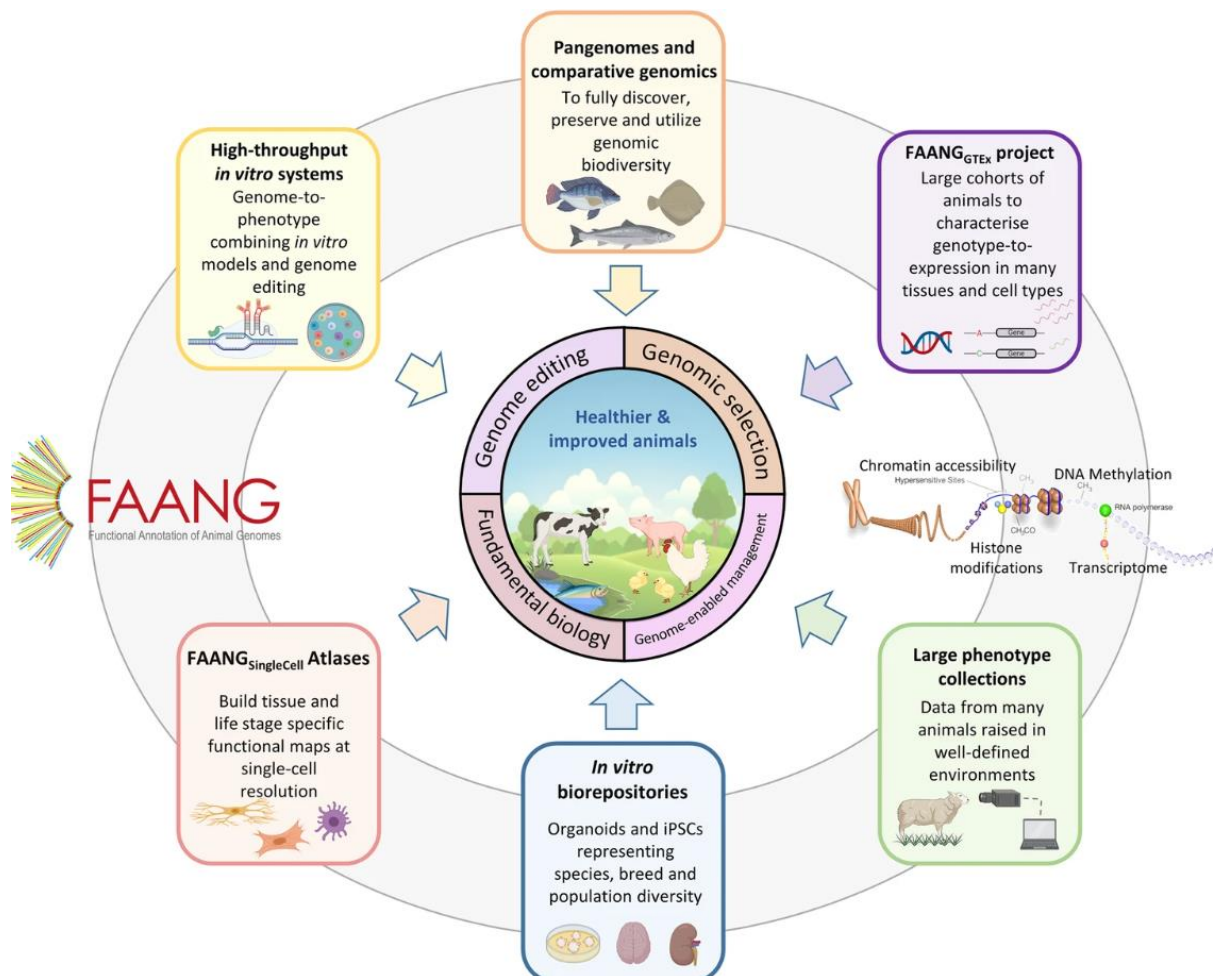 Pangenomes and
comparative genomics
To fully discover,
preserve and utilize
genomic
biodiversity
High-throughput
in vitro systems
Genome-to-
phenotype
combining in vitro
models and genome
editing
FAANGGTEx project
Large cohorts of
animals to
characterise
genotype-to-
expression in many
tissues and cell types
A
Gene
C
Gene
Genome editing
Genomic selection
Fundamental biology
Genome-enabled management
Healthier &
improved animals
FAANG
Functional Annotation of Animal Genomes
Chromatin accessibility
Hypersensitive Sites
CH3
CH3CO
DNA Methylation
CH3
RNA polymerase
Histone
modifications
Transcriptome
FAANGSingleCell Atlases
Build tissue and
life stage specific
functional maps at
single-cell
resolution
In vitro
biorepositories
Organoids and iPSCs
representing
species, breed and
population diversity
Large phenotype
collections
Data from many
animals raised in
well-defined
environments